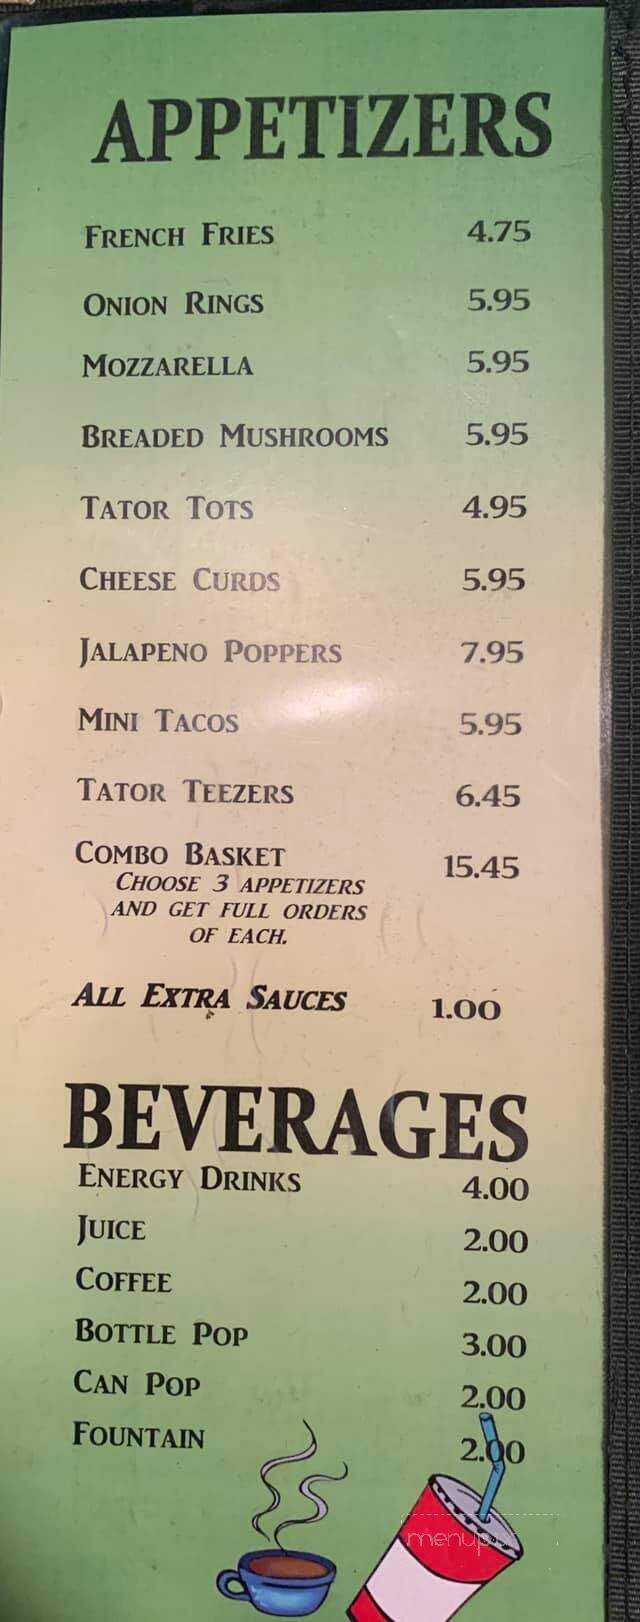 APPETIZERS
FRENCH FRIES 4.75
ONION RINGS 5.95
MOZZARELLA 5.95
BREADED MUSHROOMS 5.95
TATOR TOTS 4.95
CHEESE CURDS 5.95
JALAPENO POPPERS 7.95
MINI TACOS 5.95
TATOR TEEZERS 6.45
COMBO BASKET 15.45
CHOOSE 3 APPETIZERS
AND GET FULL ORDERS
OF EACH.
ALL EXTRA SAUCES 1.00
BEVERAGES
ENERGY DRINKS 4.00
JUICE 2.00
COFFEE 2.00
BOTTLE POP 3.00
CAN POP 2.00
FOUNTAIN 2.00